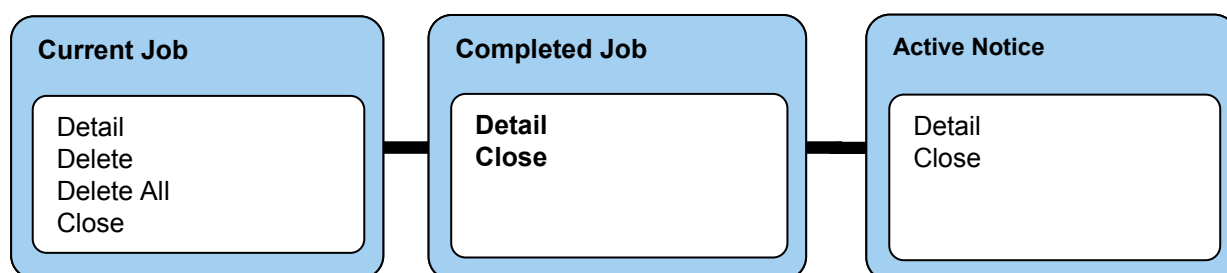 Current Job
Detail
Delete
Delete All
Close
Completed Job
Detail
Close
Active Notice
Detail
Close